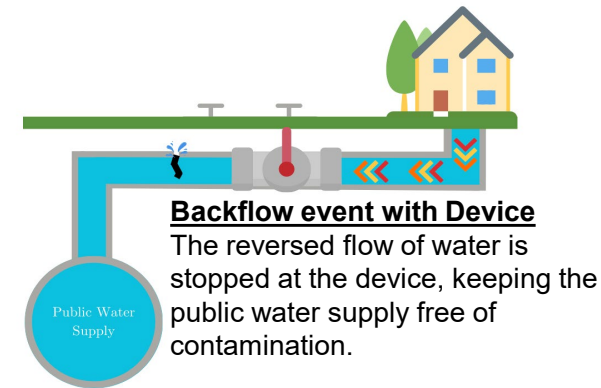 Backflow event with Device
The reversed flow of water is
stopped at the device, keeping the
public water supply free of
contamination.
Public Water
Supply